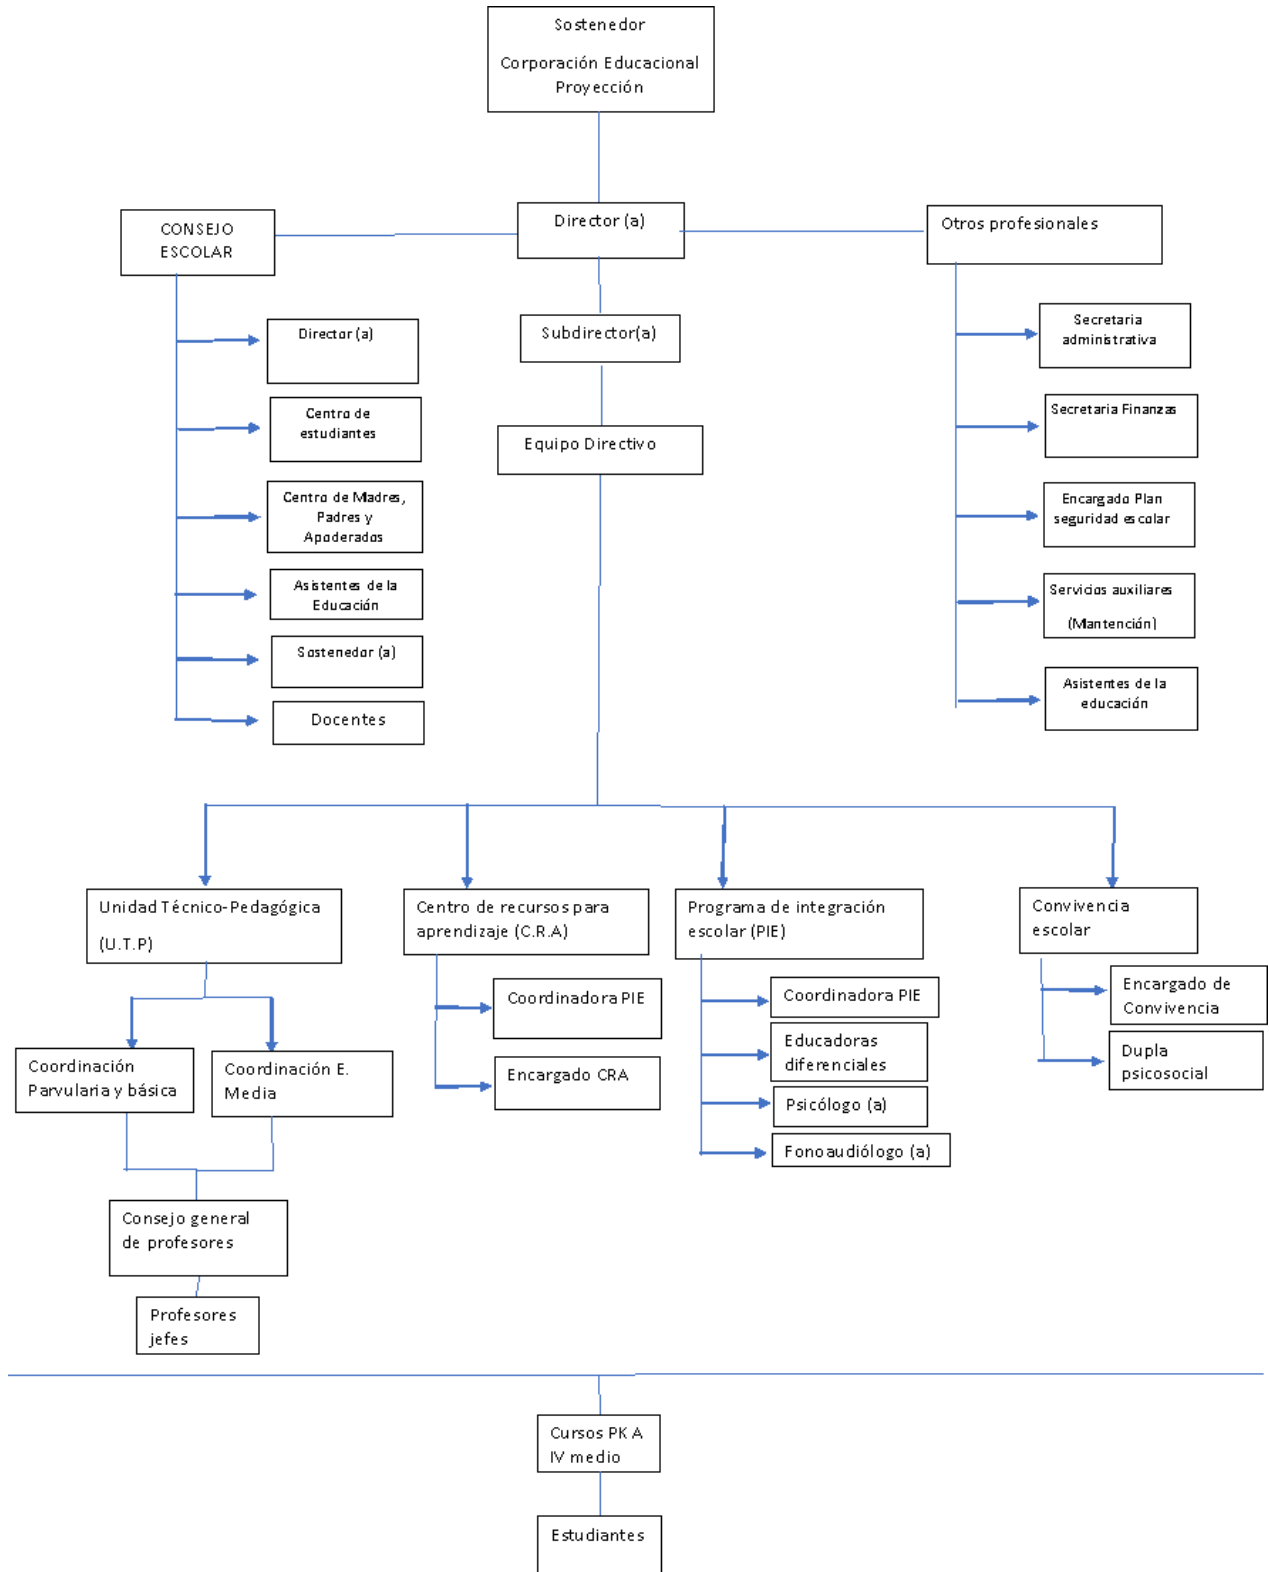 Sostenedor
Corporación Educacional
Proyección
CONSEJO
ESCOLAR
Director (a)
Otros profesionales
Director (a)
Centro de
estudiantes
Centro de Madres,
Padres y
Apoderados
Asistentes de la
Educación
Sostenedor (a)
Docentes
Subdirector(a)
Equipo Directivo
Secretaria
administrativa
Secretaria Finanzas
Encargado Plan
seguridad escolar
Servicios auxiliares
(Mantención)
Asistentes de la
educación
Unidad Técnico-Pedagógica
(U.T.P)
Centro de recursos para
aprendizaje (C.R.A)
Programa de integración
escolar (PIE)
Convivencia
escolar
Coordinación
Parvularia y básica
Coordinación E.
Media
Consejo general
de profesores
Profesores
jefes
Coordinadora PIE
Encargado CRA
Coordinadora PIE
Educadoras
diferenciales
Psicólogo (a)
Fonoaudiólogo (a)
Encargado de
Convivencia
Dupla
psicosocial
Cursos PK A
IV medio
Estudiantes